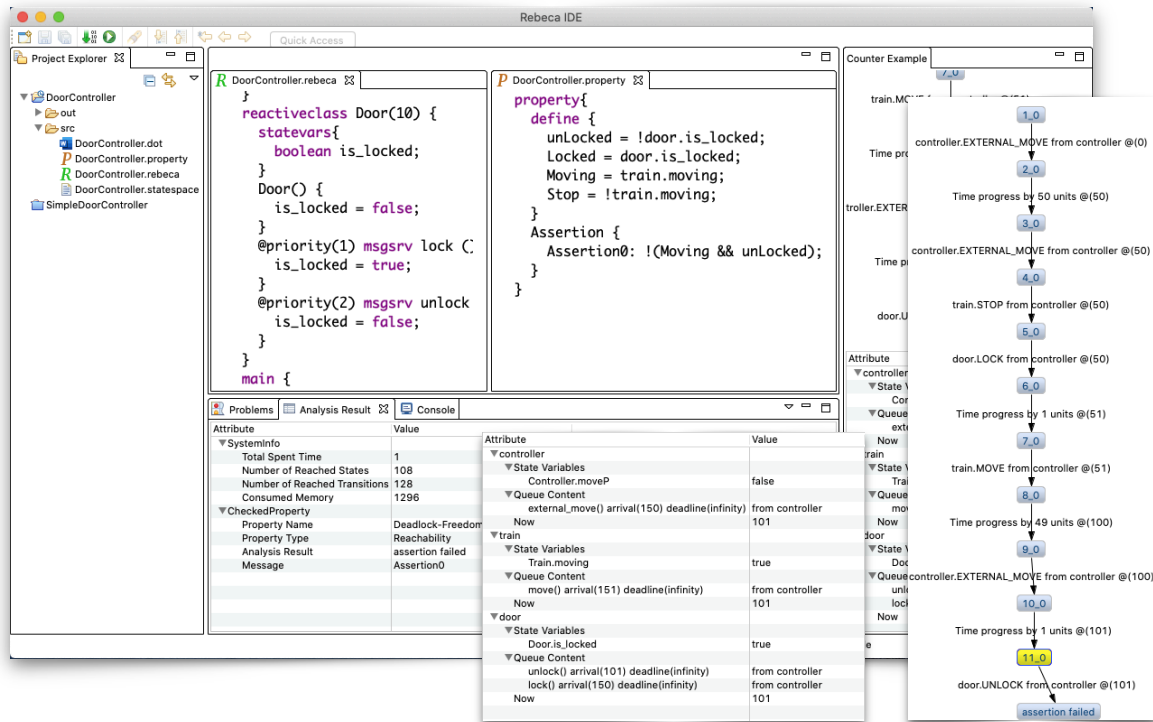 Rebeca IDE
Quick Access
Project Explorer
DoorController
out
src
DoorController.dot
DoorController.property
DoorController.rebeca
DoorController.statespace
SimpleDoorController
DoorController.rebeca
}
reactiveclass Door(10) {
statevars{
boolean is_locked;
}
Door() {
is_locked = false;
}
@priority(1) msgsrv lock ()
is_locked = true;
}
@priority(2) msgsrv unlock
is_locked = false;
}
}
main {
DoorController.property
property{
define {
unLocked = !door.is_locked;
Locked = door.is_locked;
Moving = train.moving;
Stop = !train.moving;
}
Assertion {
Assertion0: !(Moving && unLocked);
}
}
Problems
Analysis Result
Console
Attribute Value
SystemInfo
Total Spent Time 1
Number of Reached States 108
Number of Reached Transitions 128
Consumed Memory 1296
CheckedProperty
Property Name Deadlock-Freedom
Property Type Reachability
Analysis Result assertion failed
Message Assertion0
Attribute Value
controller
State Variables
Controller.moveP false
Queue Content
external_move() arrival(150) deadline(infinity) from controller
Now 101
train
State Variables
Train.moving true
Queue Content
move() arrival(151) deadline(infinity) from controller
Now 101
door
State Variables
Door.is_locked true
Queue Content
unlock() arrival(101) deadline(infinity) from controller
lock() arrival(150) deadline(infinity) from controller
Now 101
Counter Example
7_0
Attribute
controller
State
Queue
Now
State
Queue
Now
State
Queue
Now
1_0
controller.EXTERNAL_MOVE from controller @(0)
2_0
Time progress by 50 units @(50)
3_0
controller.EXTERNAL_MOVE from controller @(50)
4_0
train.STOP from controller @(50)
5_0
door.LOCK from controller @(50)
6_0
Time progress by 1 units @(51)
7_0
train.MOVE from controller @(51)
8_0
Time progress by 49 units @(100)
9_0
controller.EXTERNAL_MOVE from controller @(100)
10_0
Time progress by 1 units @(101)
11_0
door.UNLOCK from controller @(101)
assertion failed